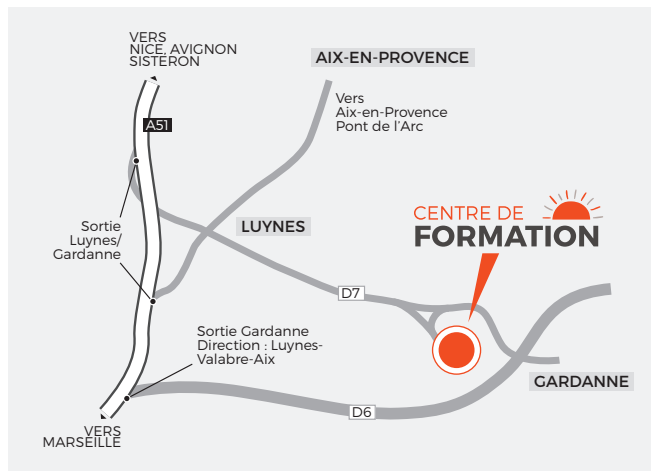 VERS
NICE, AVIGNON
SISTERON
AIX-EN-PROVENCE
Vers
Aix-en-Provence
Pont de l'Arc
A51
Sortie
Luynes/
Gardanne
LUYNES
CENTRE DE
FORMATION
D7
Sortie Gardanne
Direction : Luynes-
Valabre-Aix
GARDANNE
D6
VERS
MARSEILLE